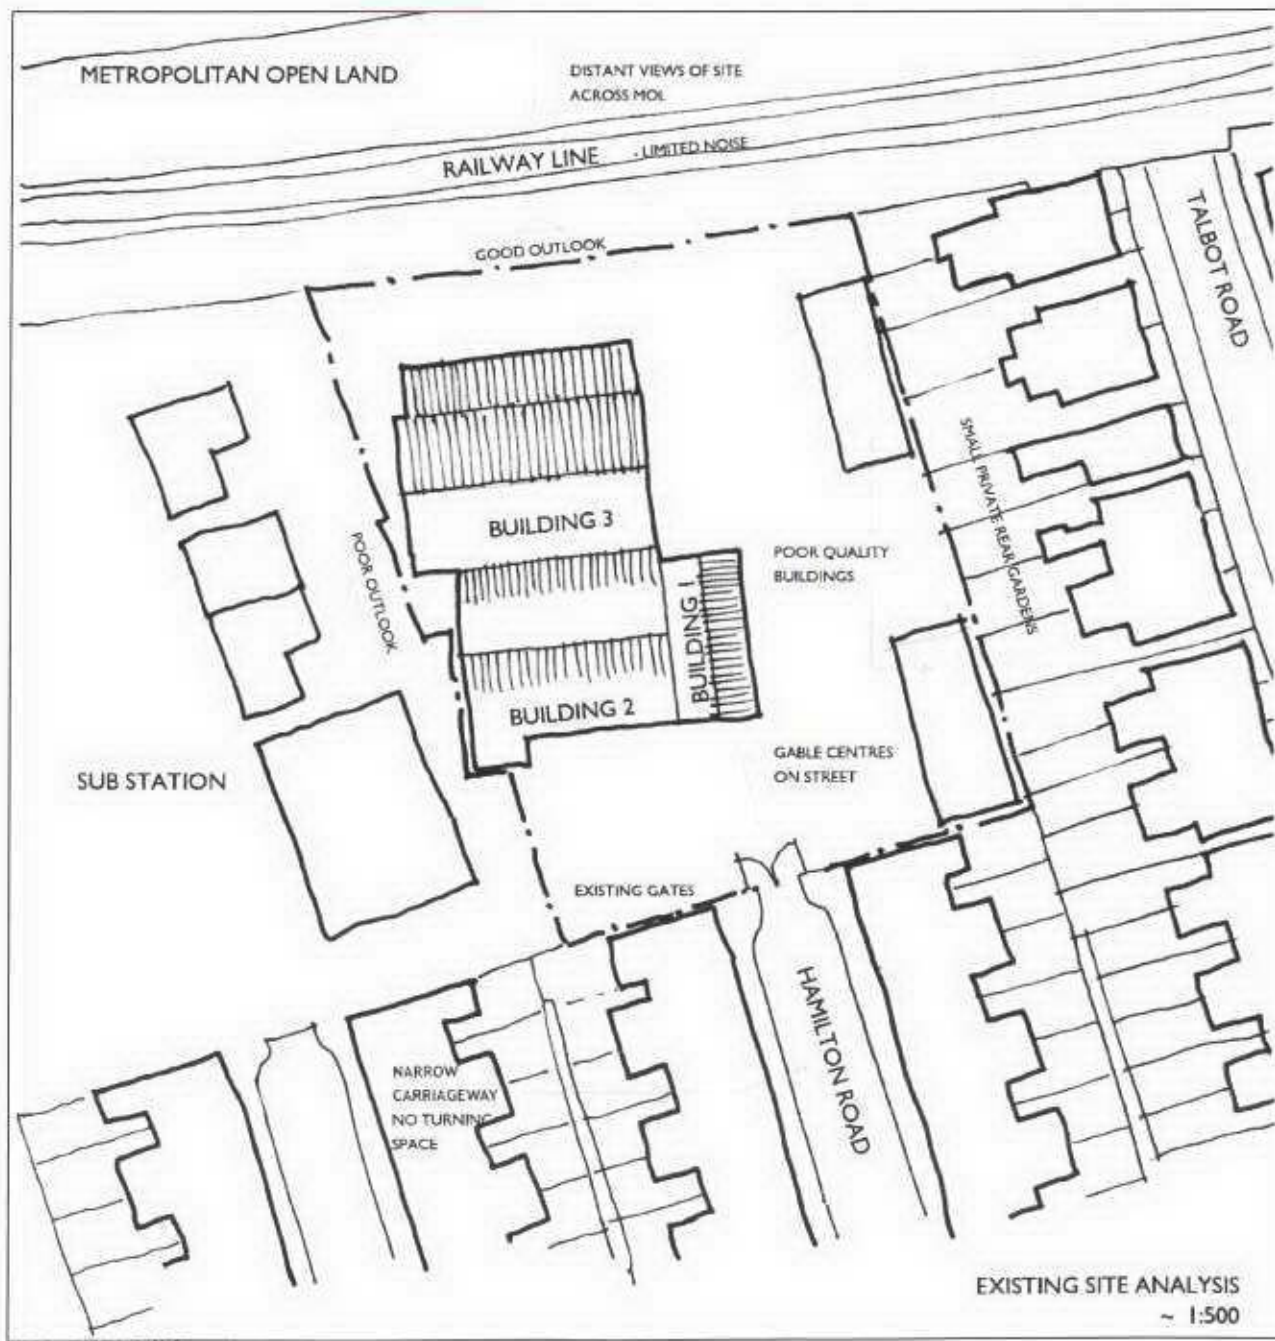 METROPOLITAN OPEN LAND
DISTANT VIEWS OF SITE
ACROSS MOL
RAILWAY LINE - LIMITED NOISE
TALBOT ROAD
GOOD OUTLOOK
SMALL PRIVATE REAR GARDENS
BUILDING 3
POOR OUTLOOK
POOR QUALITY
BUILDINGS
BUILDING 1
BUILDING 2
GABLE CENTRES
ON STREET
SUB STATION
EXISTING GATES
HAMILTON ROAD
NARROW
CARRIAGEWAY
NO TURNING
SPACE
EXISTING SITE ANALYSIS
~ 1:500